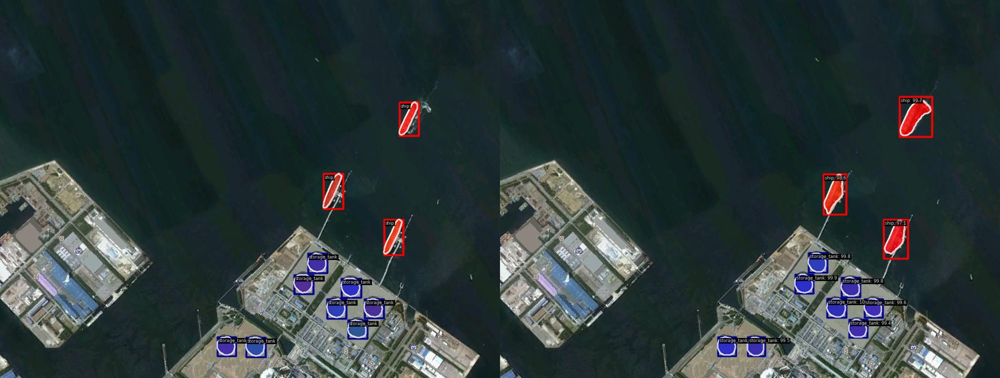 ship
ship
ship
storage_tank
storage_tank
storage_tank
storage_tank
storage_tank
storage_tank
storage_tank
storage_tank
ship: 99.7
ship: 98.6
ship: 97.1
storage_tank: 99.8
storage_tank: 99.9
storage_tank: 99.8
storage_tank: 10
storage_tank: 99.6
storage_tank: 99.4
storage_tank:
storage_tank: 99.5